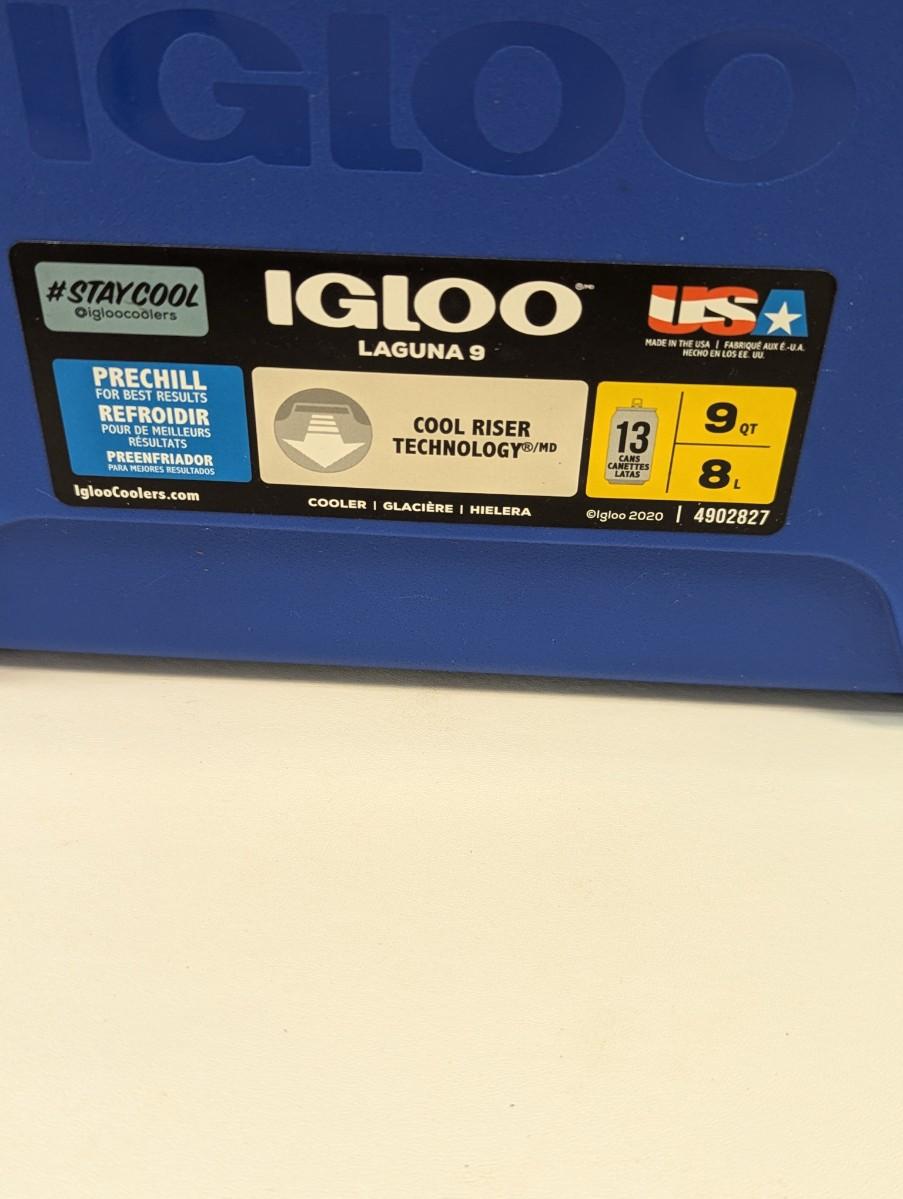 IGLOO
#STAYCOOL
@igloocoolers
IGLOO
LAGUNA 9
USA
MADE IN THE USA | FABRIQUÉ AUX É.-U.A.
HECHO EN LOS EE. UU.
PRECHILL
FOR BEST RESULTS
REFROIDIR
POUR DE MEILLEURS
RÉSULTATS
PREENFRIADOR
PARA MEJORES RESULTADOS
IglooCoolers.com
COOL RISER
TECHNOLOGY®/MD
COOLER | GLACIÈRE | HIELERA
13
CANS
CANETTES
LATAS
9 QT
8 L
©Igloo 2020 | 4902827